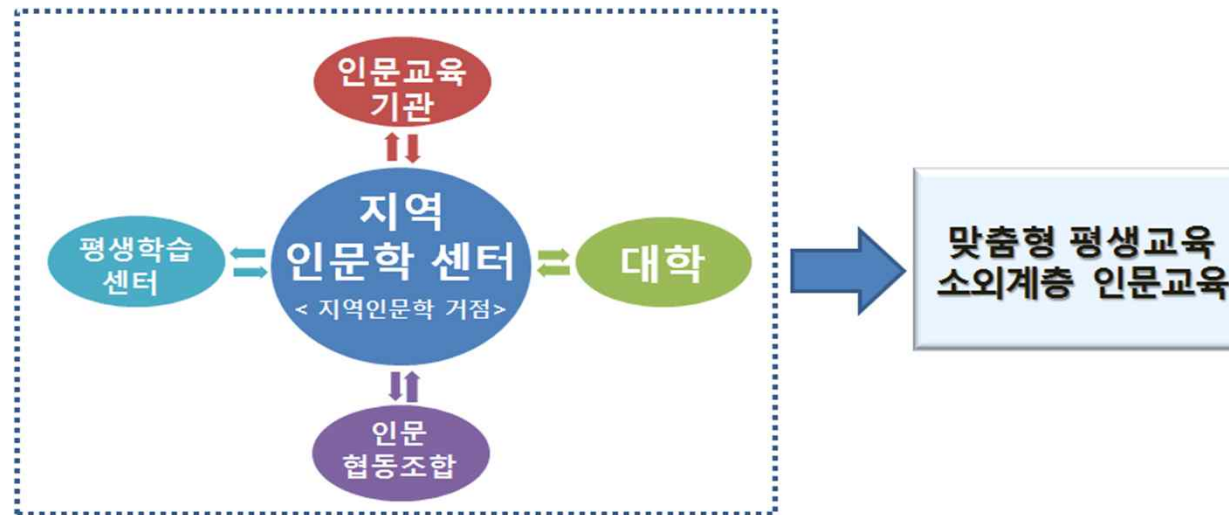 인문교육
기관
지역
인문학 센터
< 지역인문학 거점>
평생학습
센터
대학
인문
협동조합
맞춤형 평생교육
소외계층 인문교육